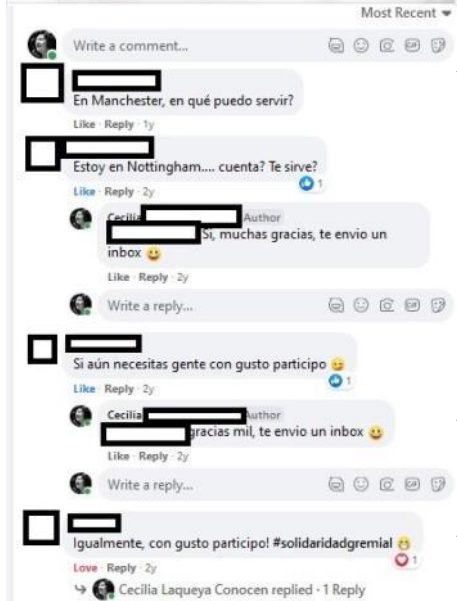 Most Recent
Write a comment...
En Manchester, en qué puedo servir?
Like · Reply · 1y
Estoy en Nottingham.... cuenta? Te sirve?
1
Like · Reply · 2y
Cecilia Author
Si, muchas gracias, te envio un
inbox
Like · Reply · 2y
Write a reply...
GIF
Si aún necesitas gente con gusto participo
1
Like · Reply · 2y
Cecilia Author
gracias mil, te envio un inbox
Like · Reply · 2y
Write a reply...
GIF
Igualmente, con gusto participo! #solidaridadgremial
1
Love · Reply · 2y
Cecilia Laqueya Conocen replied · 1 Reply